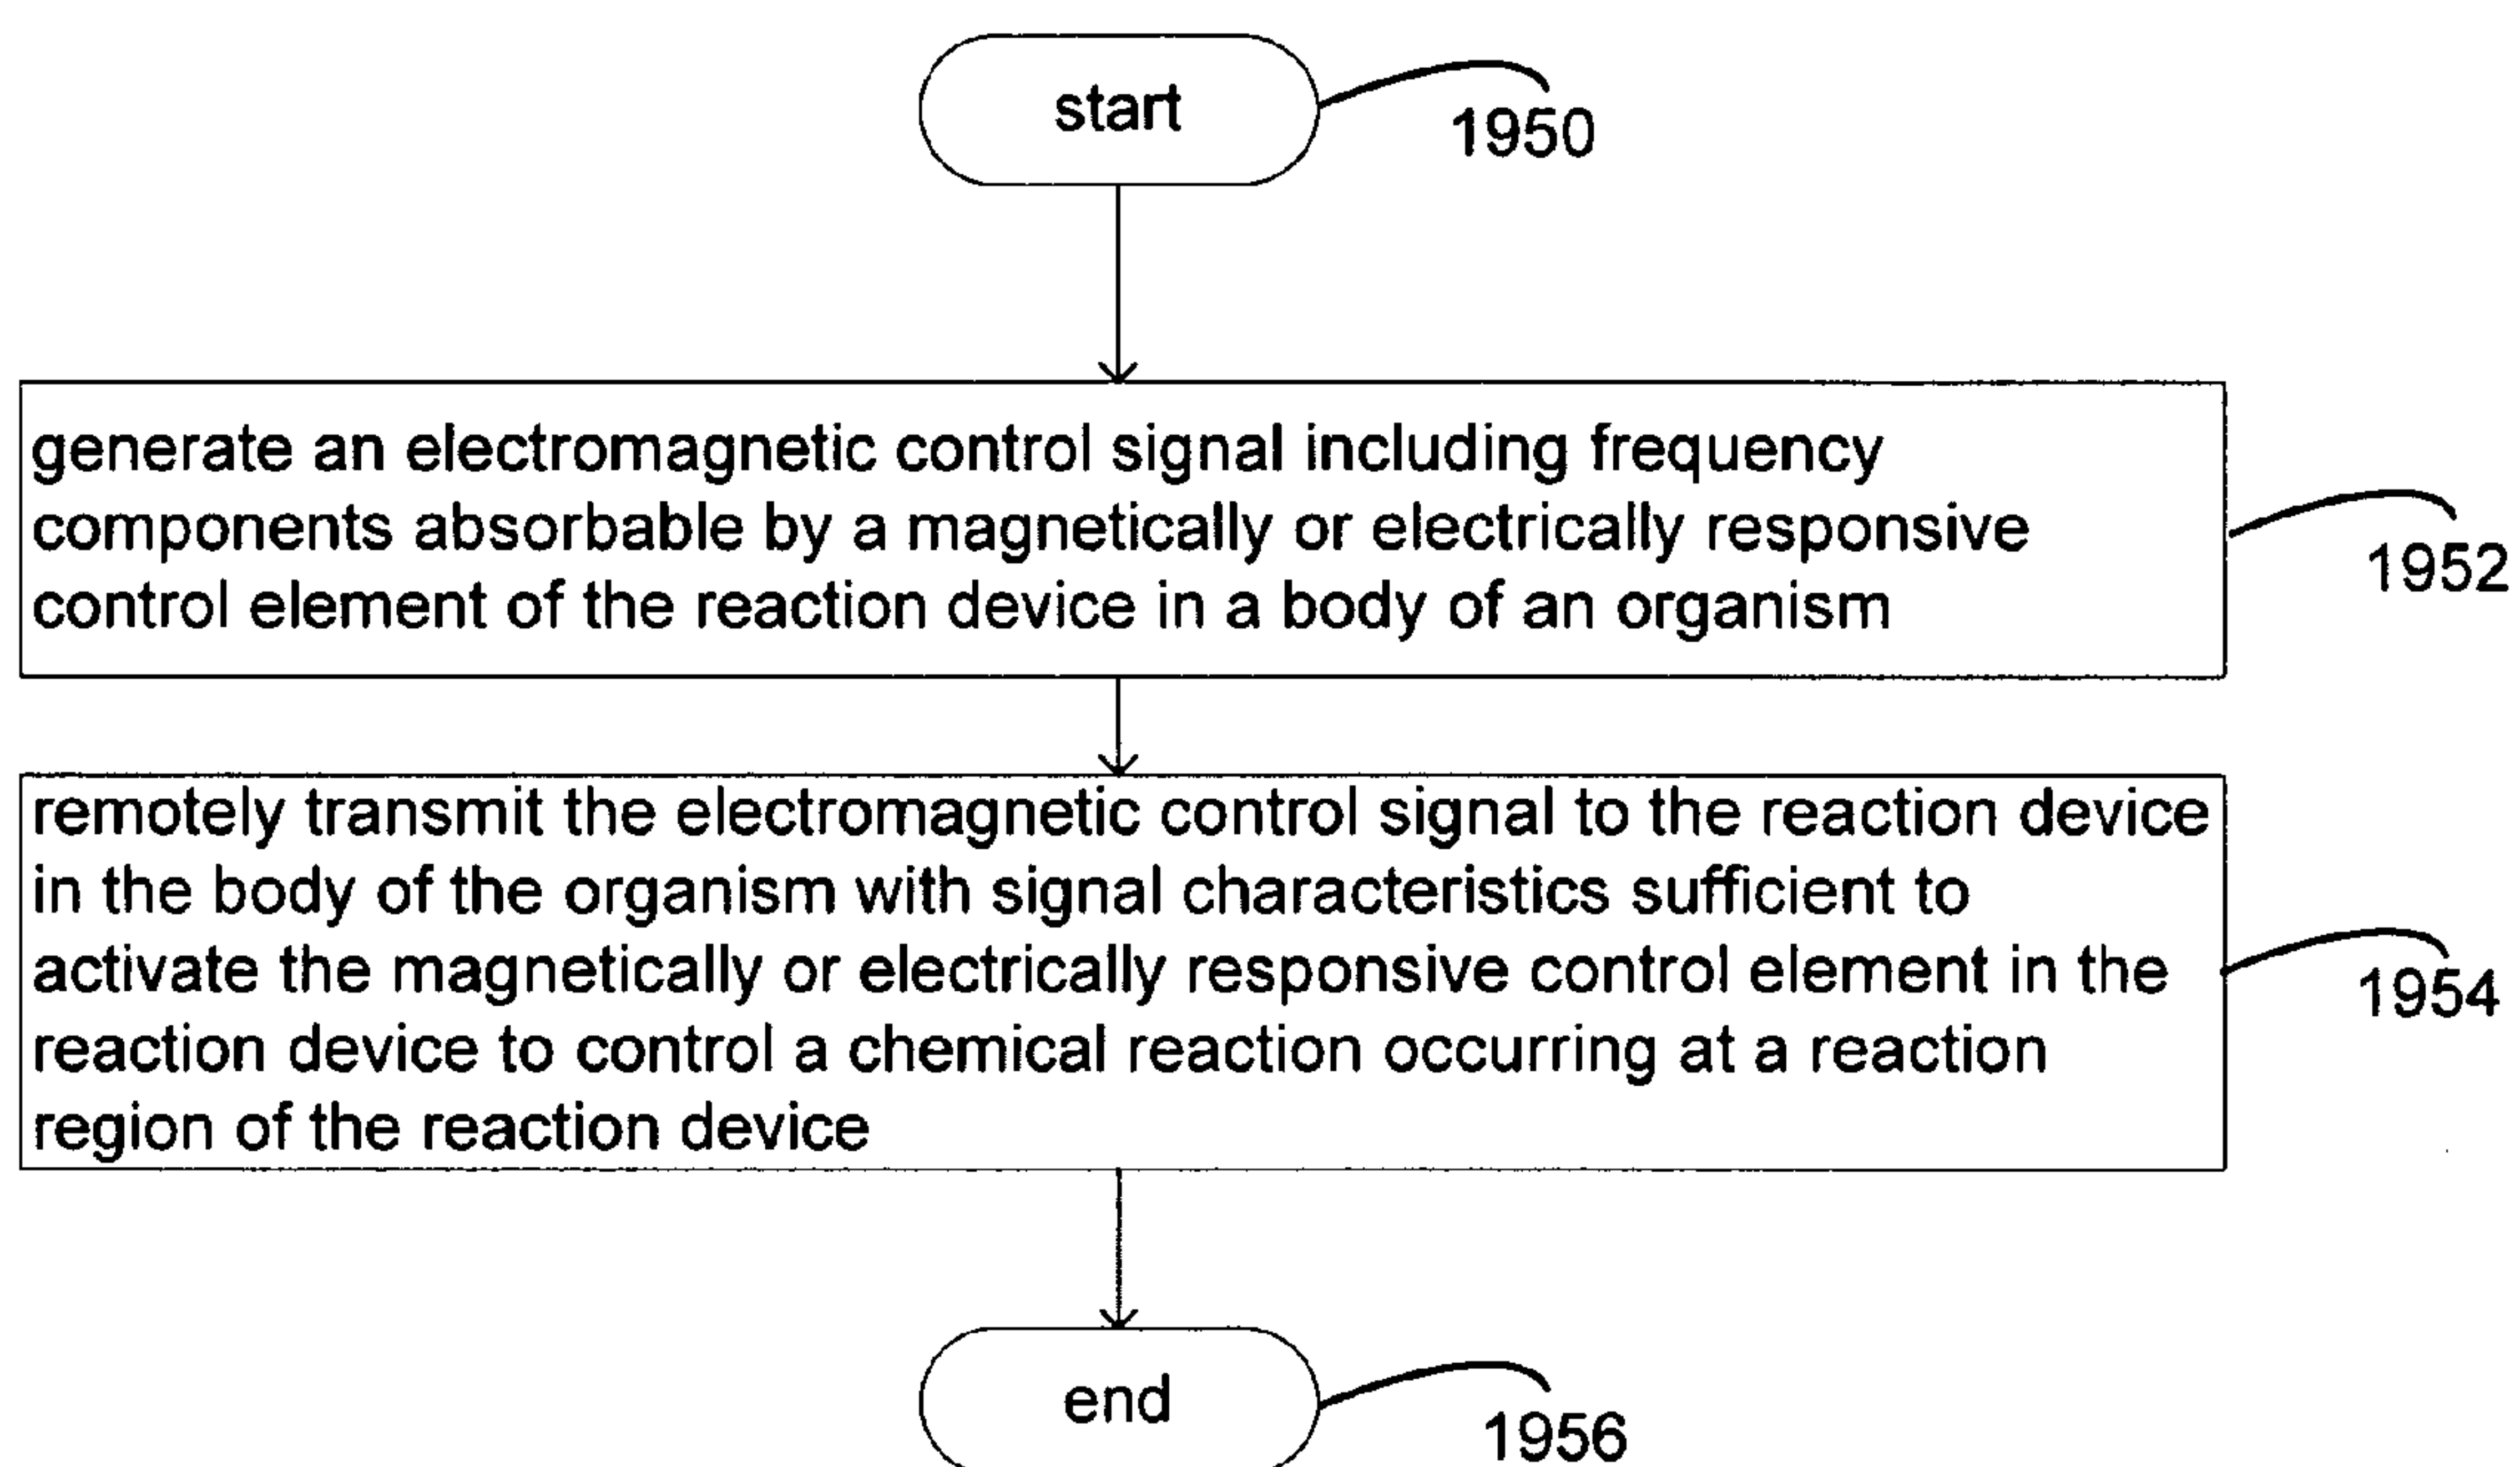 start
1950
generate an electromagnetic control signal including frequency
components absorbable by a magnetically or electrically responsive
control element of the reaction device in a body of an organism
1952
remotely transmit the electromagnetic control signal to the reaction device
in the body of the organism with signal characteristics sufficient to
activate the magnetically or electrically responsive control element in the
reaction device to control a chemical reaction occurring at a reaction
region of the reaction device
1954
end
1956